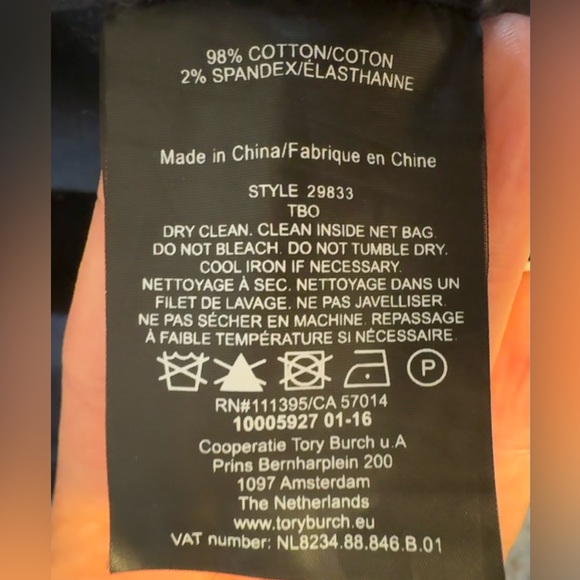 98% COTTON/COTON
2% SPANDEX/ÉLASTHANNE
Made in China/Fabrique en Chine
STYLE 29833
TBO
DRY CLEAN. CLEAN INSIDE NET BAG.
DO NOT BLEACH. DO NOT TUMBLE DRY.
COOL IRON IF NECESSARY.
NETTOYAGE À SEC. NETTOYAGE DANS UN
FILET DE LAVAGE. NE PAS JAVELLISER.
NE PAS SÉCHER EN MACHINE. REPASSAGE
À FAIBLE TEMPÉRATURE SI NÉCESSAIRE.
P
RN#111395/CA 57014
10005927 01-16
Cooperatie Tory Burch u.A
Prins Bernharplein 200
1097 Amsterdam
The Netherlands
www.toryburch.eu
VAT number: NL8234.88.846.B.01